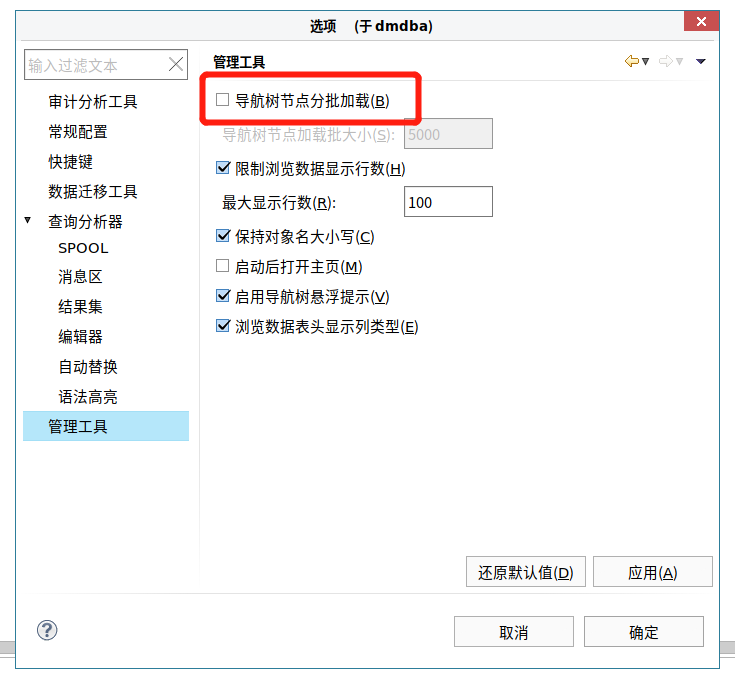 选项 (于 dmdba)
输入过滤文本
审计分析工具
常规配置
快捷键
数据迁移工具
查询分析器
SPOOL
消息区
结果集
编辑器
自动替换
语法高亮
管理工具
管理工具
导航树节点分批加载(B)
导航树节点加载批大小(S): 5000
限制浏览数据显示行数(H)
最大显示行数(R): 100
保持对象名大小写(C)
启动后打开主页(M)
启用导航树悬浮提示(V)
浏览数据表头显示列类型(E)
还原默认值(D) 应用(A)
? 取消 确定